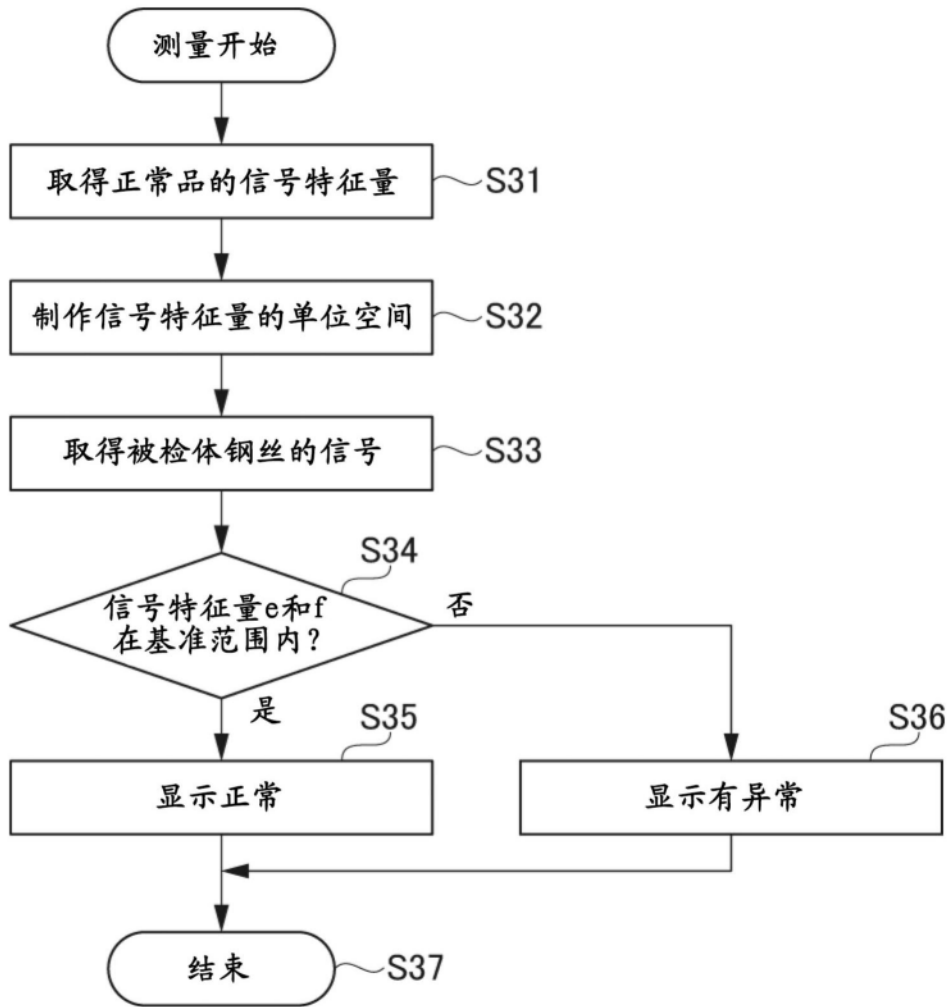 测量开始
取得正常品的信号特征量
S31
制作信号特征量的单位空间
S32
取得被检体钢丝的信号
S33
S34
信号特征量e和f
在基准范围内?
否
是
S35
显示正常
S36
显示有异常
结束
S37